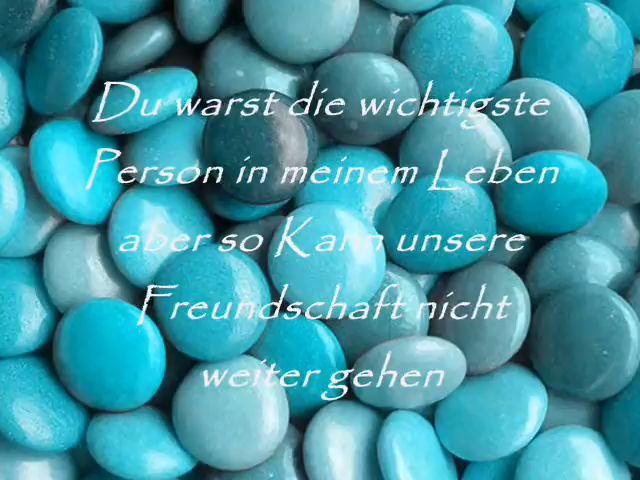 Du warst die wichtigste
Person in meinem Leben
aber so Kann unsere
Freundschaft nicht
weiter gehen